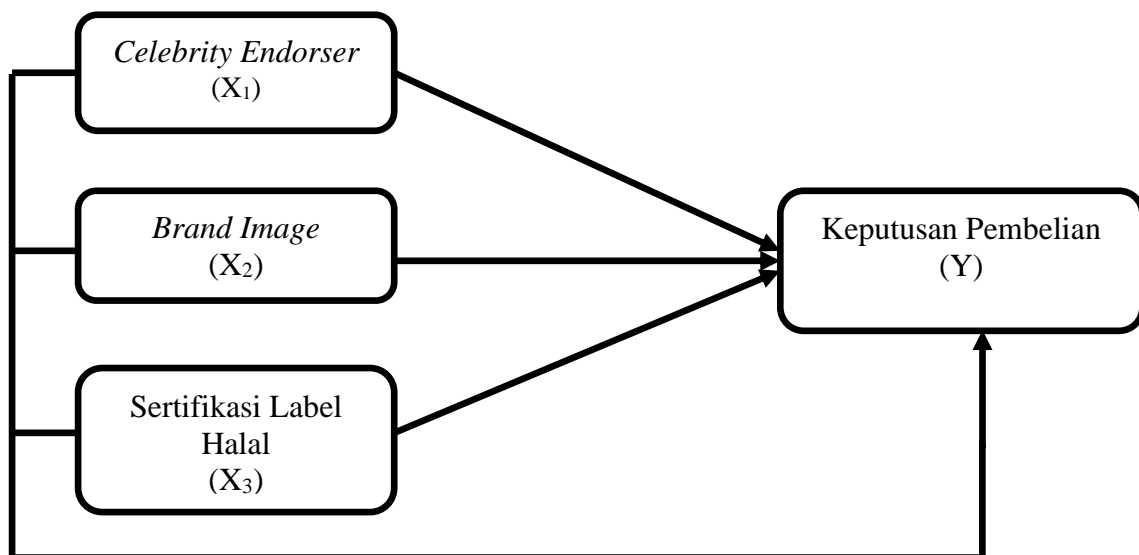 Celebrity Endorser
(X₁)
Brand Image
(X₂)
Sertifikasi Label
Halal
(X₃)
Keputusan Pembelian
(Y)